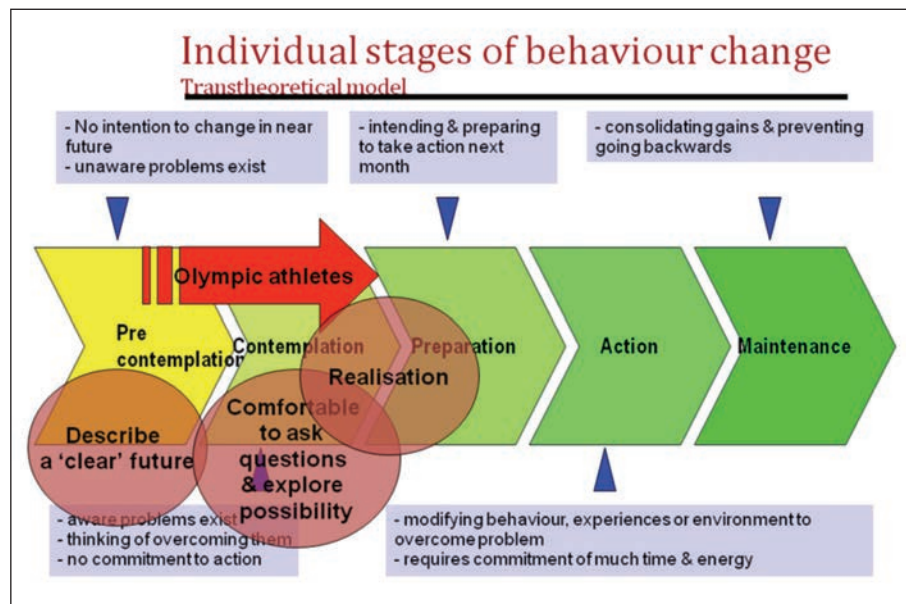 Individual stages of behaviour change
Transtheoretical model
- No intention to change in near
future
- unaware problems exist
- intending & preparing
to take action next
month
- consolidating gains & preventing
going backwards
Olympic athletes
Pre
contemplation
Contemplation
Preparation
Action
Maintenance
Realisation
Describe
a ‘clear’ future
Comfortable
to ask
questions
& explore
possibility
- aware problems exist
- thinking of overcoming them
- no commitment to action
- modifying behaviour, experiences or environment to
overcome problem
- requires commitment of much time & energy